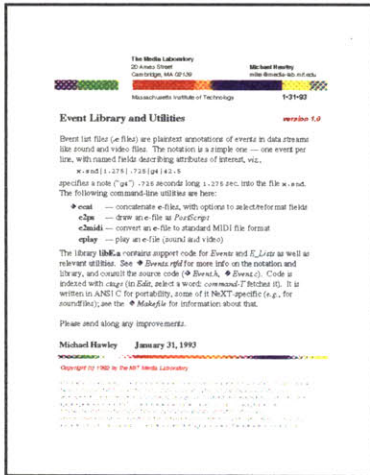 The Media Laboratory
20 Ames Street
Cambridge, MA 02139
Michael Hawley
mike@media-lab.mit.edu
Massachusetts Institute of Technology
1-31-93
Event Library and Utilities
version 1.0
Event list files (.e files) are plaintext annotations of events in data streams
like sound and video files. The notation is a simple one — one event per
line, with named fields describing attributes of interest, viz.,
x.snd|1.275|.725|g4|62.5
specifies a note ("g4") .725 seconds long 1.275 sec. into the file x.snd.
The following command-line utilities are here:
ecat — concatenate e-files, with options to select/reformat fields
e2ps — draw an e-file as PostScript
e2midi — convert an e-file to standard MIDI file format
eplay — play an e-file (sound and video)
The library libE.a contains support code for Events and E_Lists as well as
relevant utilities. See Events.rtfd for more info on the notation and
library, and consult the source code (Event.h, Event.c). Code is
indexed with ctags (in Edit, select a word; command-T fetches it). It is
written in ANSI C for portability, some of it NeXT-specific (e.g., for
soundfiles); see the Makefile for information about that.
Please send along any improvements.
Michael Hawley January 31, 1993
Copyright (c) 1992 by the MIT Media Laboratory